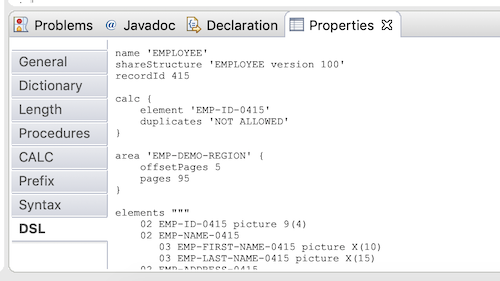 Problems @ Javadoc Declaration Properties
General
Dictionary
Length
Procedures
CALC
Prefix
Syntax
DSL
name 'EMPLOYEE'
shareStructure 'EMPLOYEE version 100'
recordId 415
calc {
element 'EMP-ID-0415'
duplicates 'NOT ALLOWED'
}
area 'EMP-DEMO-REGION' {
offsetPages 5
pages 95
}
elements """
02 EMP-ID-0415 picture 9(4)
02 EMP-NAME-0415
03 EMP-FIRST-NAME-0415 picture X(10)
03 EMP-LAST-NAME-0415 picture X(15)
02 EMP-ADDRESS-0415